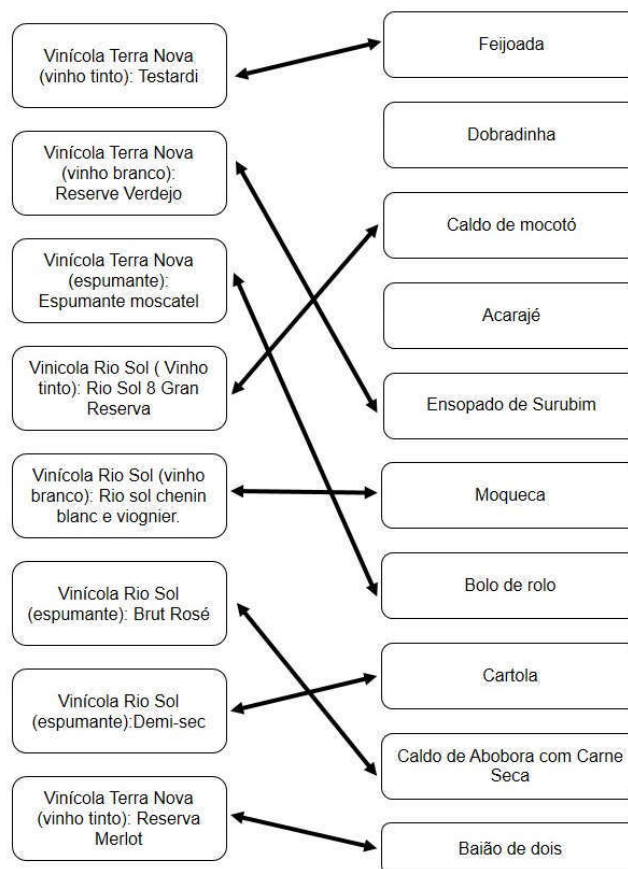 Vinícola Terra Nova
(vinho tinto): Testardi
Vinícola Terra Nova
(vinho branco):
Reserve Verdejo
Vinícola Terra Nova
(espumante):
Espumante moscatel
Vinicola Rio Sol ( Vinho
tinto): Rio Sol 8 Gran
Reserva
Vinícola Rio Sol (vinho
branco): Rio sol chenin
blanc e viognier.
Vinícola Rio Sol
(espumante): Brut Rosé
Vinícola Rio Sol
(espumante):Demi-sec
Vinícola Terra Nova
(vinho tinto): Reserva
Merlot
Feijoada
Dobradinha
Caldo de mocotó
Acarajé
Ensopado de Surubim
Moqueca
Bolo de rolo
Cartola
Caldo de Abobora com Carne
Seca
Baião de dois